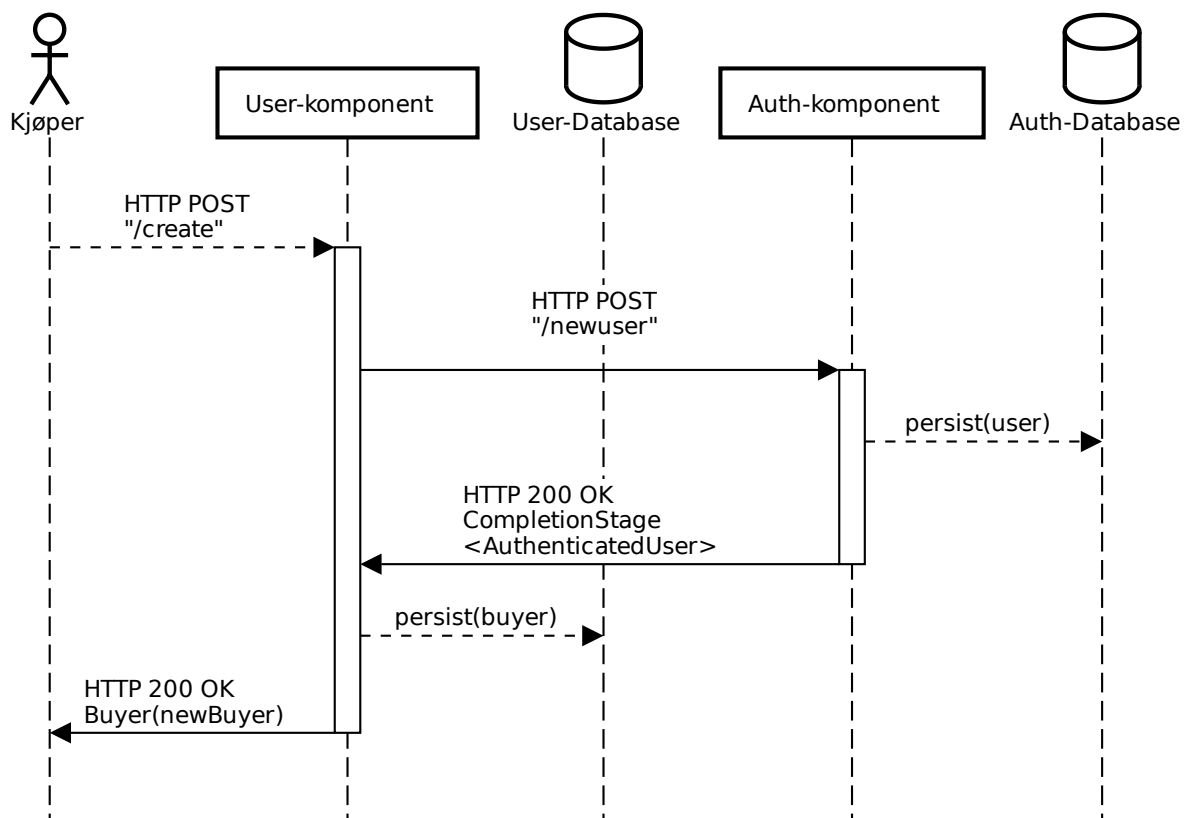 Kjøper
User-komponent
User-Database
Auth-komponent
Auth-Database
HTTP POST
"/create"
HTTP POST
"/newuser"
persist(user)
HTTP 200 OK
CompletionStage
<AuthenticatedUser>
persist(buyer)
HTTP 200 OK
Buyer(newBuyer)